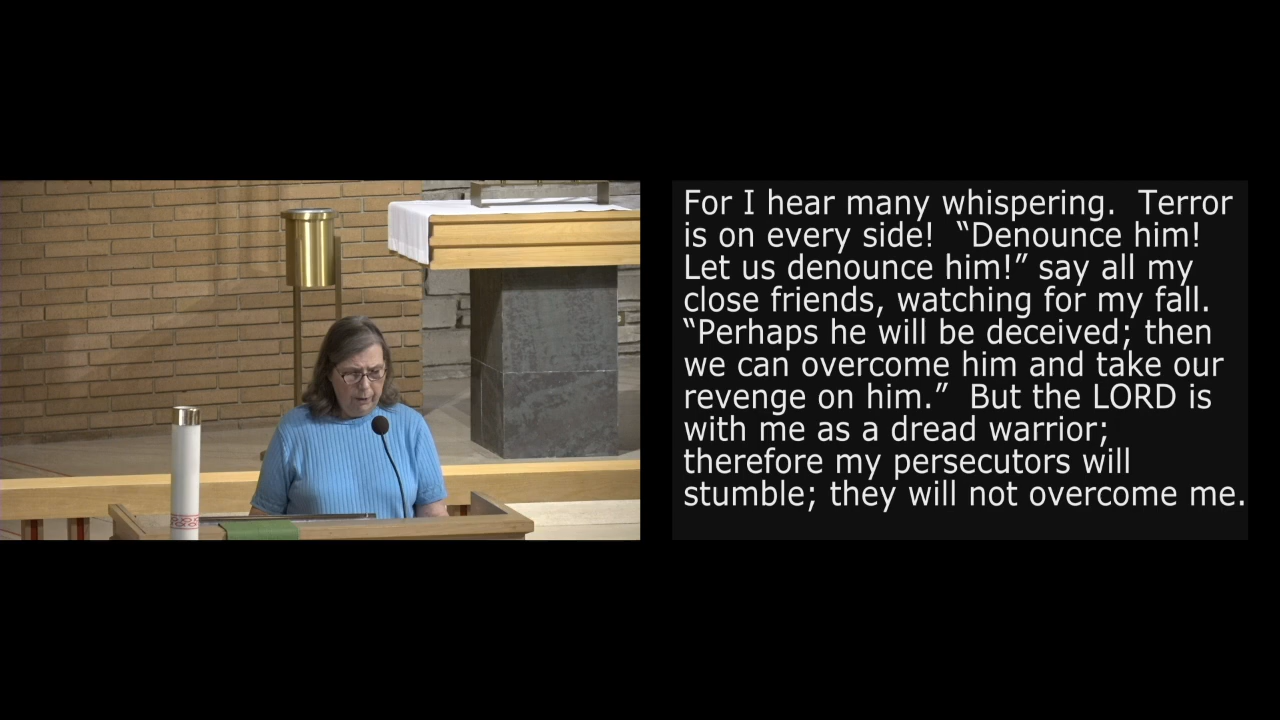 For I hear many whispering.  Terror
is on every side!  “Denounce him!
Let us denounce him!” say all my
close friends, watching for my fall.
“Perhaps he will be deceived; then
we can overcome him and take our
revenge on him.”  But the LORD is
with me as a dread warrior;
therefore my persecutors will
stumble; they will not overcome me.